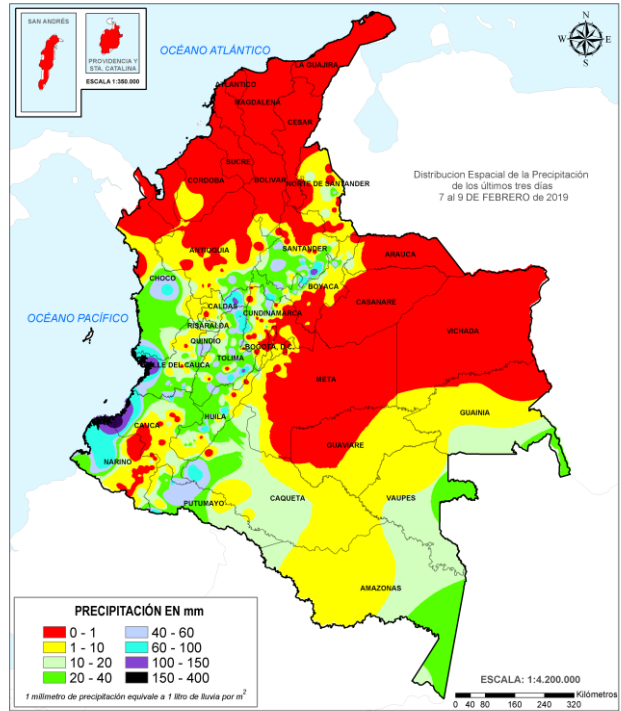 SAN ANDRÉS
PROVIDENCIA Y
STA. CATALINA
ESCALA 1:350.000
OCÉANO ATLÁNTICO
N
W
E
S
LA GUAJIRA
ATLANTICO
MAGDALENA
CESAR
SUCRE
CORDOBA
BOLIVAR
NORTE DE SANTANDER
Distribucion Espacial de la Precipitación
de los últimos tres días
7 al 9 DE FEBRERO de 2019
ANTIOQUIA
SANTANDER
ARAUCA
CHOCO
BOYACA
CASANARE
OCÉANO PACÍFICO
CALDAS
CUNDINAMARCA
VICHADA
RISARALDA
QUINDIO
BOGOTA, D.C.
TOLIMA
LLE DEL CAUCA
META
GUAINIA
HUILA
CAUCA
GUAVIARE
NARIÑO
CAQUETA
VAUPES
PUTUMAYO
AMAZONAS
PRECIPITACIÓN EN mm
0 - 1
40 - 60
1 - 10
60 - 100
10 - 20
100 - 150
20 - 40
150 - 400
1 milímetro de precipitación equivale a 1 litro de lluvia por m2
ESCALA: 1:4.200.000
Kilómetros
0 40 80 160 240 320